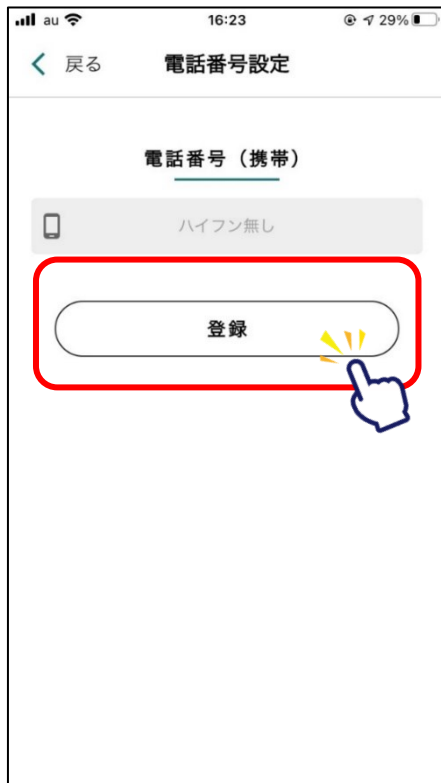 au 16:23 29%
戻る 電話番号設定
電話番号（携帯）
ハイフン無し
登録